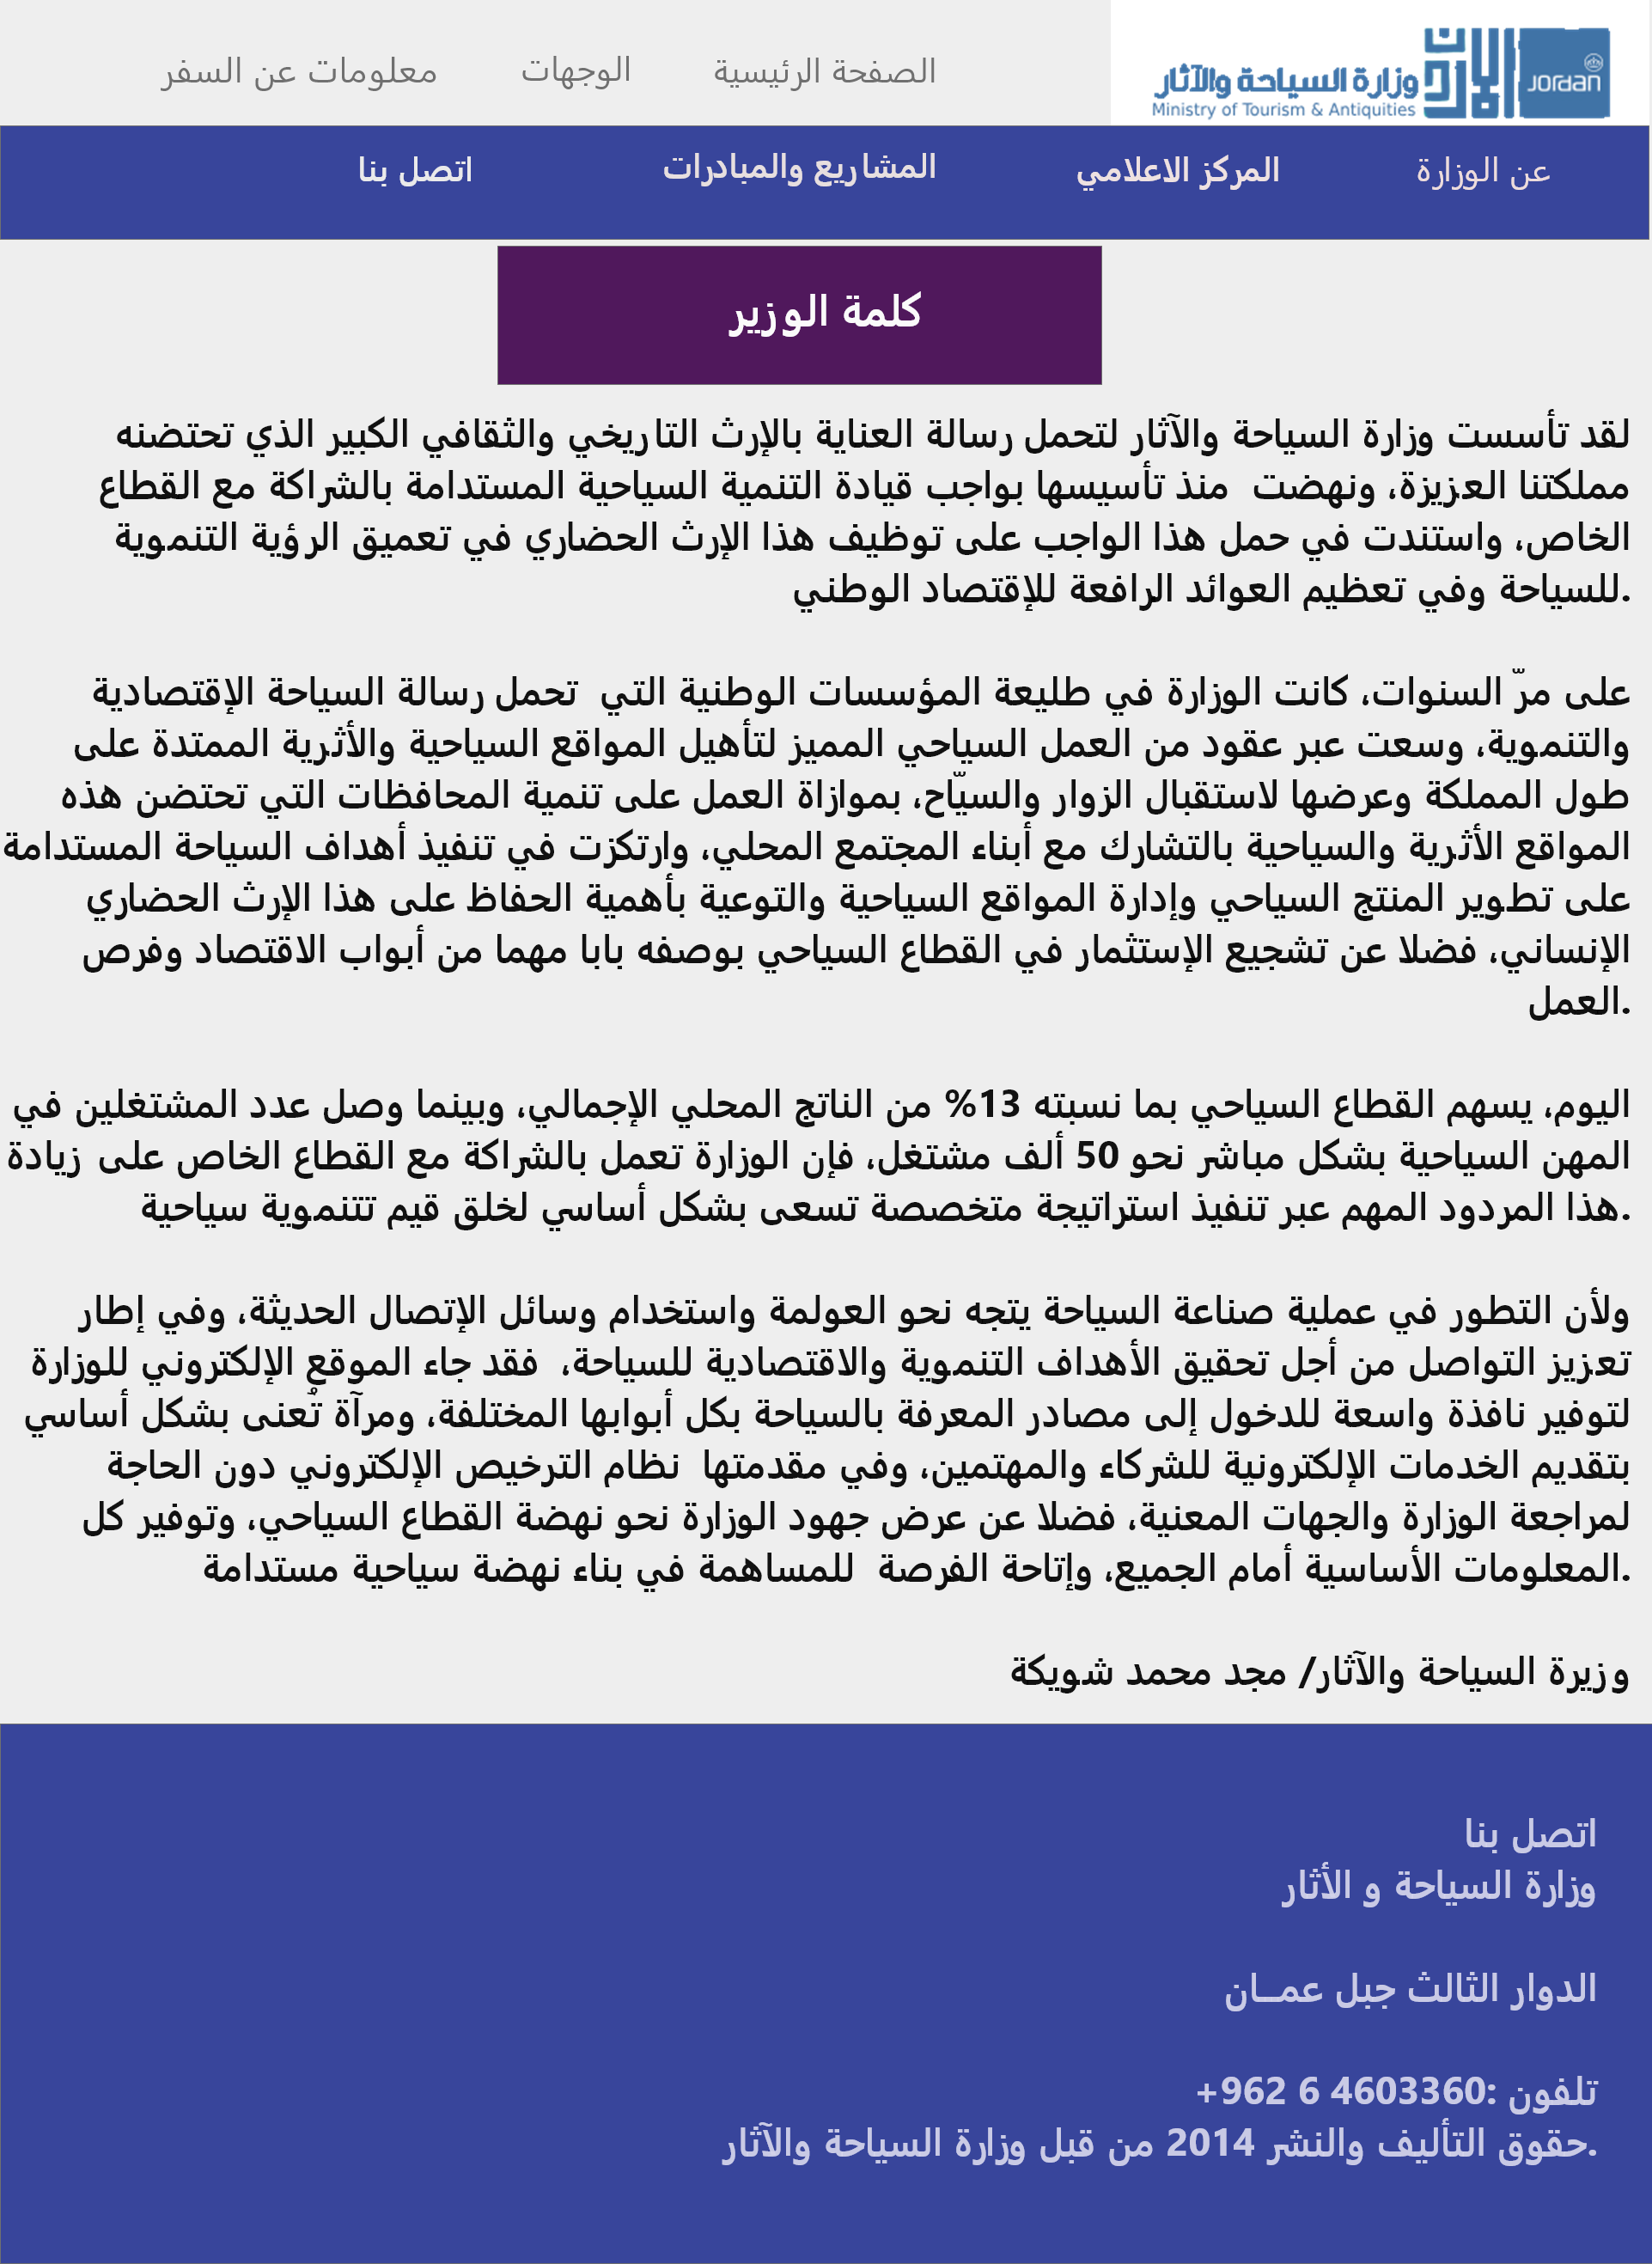 الأردن
JORDAN
وزارة السياحة والآثار
Ministry of Tourism & Antiquities
الصفحة الرئيسية
الوجهات
معلومات عن السفر
عن الوزارة
المركز الاعلامي
المشاريع والمبادرات
اتصل بنا
كلمة الوزير
لقد تأسست وزارة السياحة والآثار لتحمل رسالة العناية بالإرث التاريخي والثقافي الكبير الذي تحتضنه
مملكتنا العزيزة، ونهضت منذ تأسيسها بواجب قيادة التنمية السياحية المستدامة بالشراكة مع القطاع
الخاص، واستندت في حمل هذا الواجب على توظيف هذا الإرث الحضاري في تعميق الرؤية التنموية
للسياحة وفي تعظيم العوائد الرافعة للإقتصاد الوطني.
على مرّ السنوات، كانت الوزارة في طليعة المؤسسات الوطنية التي تحمل رسالة السياحة الإقتصادية
والتنموية، وسعت عبر عقود من العمل السياحي المميز لتأهيل المواقع السياحية والأثرية الممتدة على
طول المملكة وعرضها لاستقبال الزوار والسيّاح، بموازاة العمل على تنمية المحافظات التي تحتضن هذه
المواقع الأثرية والسياحية بالتشارك مع أبناء المجتمع المحلي، وارتكزت في تنفيذ أهداف السياحة المستدامة
على تطوير المنتج السياحي وإدارة المواقع السياحية والتوعية بأهمية الحفاظ على هذا الإرث الحضاري
الإنساني، فضلا عن تشجيع الإستثمار في القطاع السياحي بوصفه بابا مهما من أبواب الاقتصاد وفرص
العمل.
اليوم، يسهم القطاع السياحي بما نسبته 13% من الناتج المحلي الإجمالي، وبينما وصل عدد المشتغلين في
المهن السياحية بشكل مباشر نحو 50 ألف مشتغل، فإن الوزارة تعمل بالشراكة مع القطاع الخاص على زيادة
هذا المردود المهم عبر تنفيذ استراتيجة متخصصة تسعى بشكل أساسي لخلق قيم تتنموية سياحية.
ولأن التطور في عملية صناعة السياحة يتجه نحو العولمة واستخدام وسائل الإتصال الحديثة، وفي إطار
تعزيز التواصل من أجل تحقيق الأهداف التنموية والاقتصادية للسياحة، فقد جاء الموقع الإلكتروني للوزارة
لتوفير نافذة واسعة للدخول إلى مصادر المعرفة بالسياحة بكل أبوابها المختلفة، ومرآة تُعنى بشكل أساسي
بتقديم الخدمات الإلكترونية للشركاء والمهتمين، وفي مقدمتها نظام الترخيص الإلكتروني دون الحاجة
لمراجعة الوزارة والجهات المعنية، فضلا عن عرض جهود الوزارة نحو نهضة القطاع السياحي، وتوفير كل
المعلومات الأساسية أمام الجميع، وإتاحة الفرصة للمساهمة في بناء نهضة سياحية مستدامة.
وزيرة السياحة والآثار/ مجد محمد شويكة
اتصل بنا
وزارة السياحة و الأثار
الدوار الثالث جبل عمــان
تلفون :4603360 6 962+
حقوق التأليف والنشر 2014 من قبل وزارة السياحة والآثار.